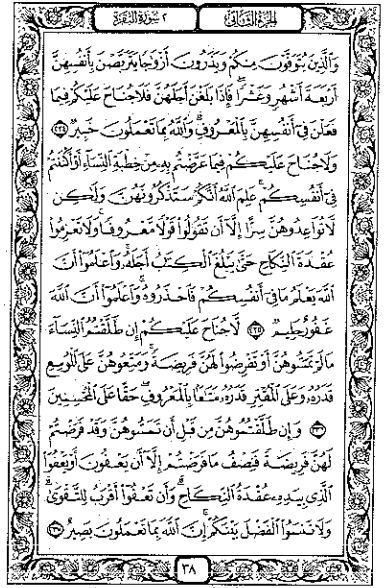 ٢ سورة البقرة
الجزء الثاني
وَالَّذِينَ يُتَوَفَّوْنَ مِنكُمْ وَيَذَرُونَ أَزْوَاجًا يَتَرَبَّصْنَ بِأَنفُسِهِنَّ
أَرْبَعَةَ أَشْهُرٍ وَعَشْرًا فَإِذَا بَلَغْنَ أَجَلَهُنَّ فَلَا جُنَاحَ عَلَيْكُمْ فِيمَا
فَعَلْنَ فِي أَنفُسِهِنَّ بِالْمَعْرُوفِ وَاللَّهُ بِمَا تَعْمَلُونَ خَبِيرٌ ٢٣٤
وَلَا جُنَاحَ عَلَيْكُمْ فِيمَا عَرَّضْتُم بِهِ مِنْ خِطْبَةِ النِّسَاءِ أَوْ أَكْنَنتُمْ
فِي أَنفُسِكُمْ عَلِمَ اللَّهُ أَنَّكُمْ سَتَذْكُرُونَهُنَّ وَلَٰكِن
لَّا تُوَاعِدُوهُنَّ سِرًّا إِلَّا أَن تَقُولُوا قَوْلًا مَّعْرُوفًا وَلَا تَعْزِمُوا
عُقْدَةَ النِّكَاحِ حَتَّىٰ يَبْلُغَ الْكِتَابُ أَجَلَهُ وَاعْلَمُوا أَنَّ
اللَّهَ يَعْلَمُ مَا فِي أَنفُسِكُمْ فَاحْذَرُوهُ وَاعْلَمُوا أَنَّ اللَّهَ
غَفُورٌ حَلِيمٌ ٢٣٥ لَّا جُنَاحَ عَلَيْكُمْ إِن طَلَّقْتُمُ النِّسَاءَ
مَا لَمْ تَمَسُّوهُنَّ أَوْ تَفْرِضُوا لَهُنَّ فَرِيضَةً وَمَتِّعُوهُنَّ عَلَى الْمُوسِعِ
قَدَرُهُ وَعَلَى الْمُقْتِرِ قَدَرُهُ مَتَاعًا بِالْمَعْرُوفِ حَقًّا عَلَى الْمُحْسِنِينَ
٢٣٦ وَإِن طَلَّقْتُمُوهُنَّ مِن قَبْلِ أَن تَمَسُّوهُنَّ وَقَدْ فَرَضْتُمْ
لَهُنَّ فَرِيضَةً فَنِصْفُ مَا فَرَضْتُمْ إِلَّا أَن يَعْفُونَ أَوْ يَعْفُوَا
الَّذِي بِيَدِهِ عُقْدَةُ النِّكَاحِ وَأَن تَعْفُوا أَقْرَبُ لِلتَّقْوَىٰ
وَلَا تَنسَوُا الْفَضْلَ بَيْنَكُمْ إِنَّ اللَّهَ بِمَا تَعْمَلُونَ بَصِيرٌ ٢٣٧
٣٨